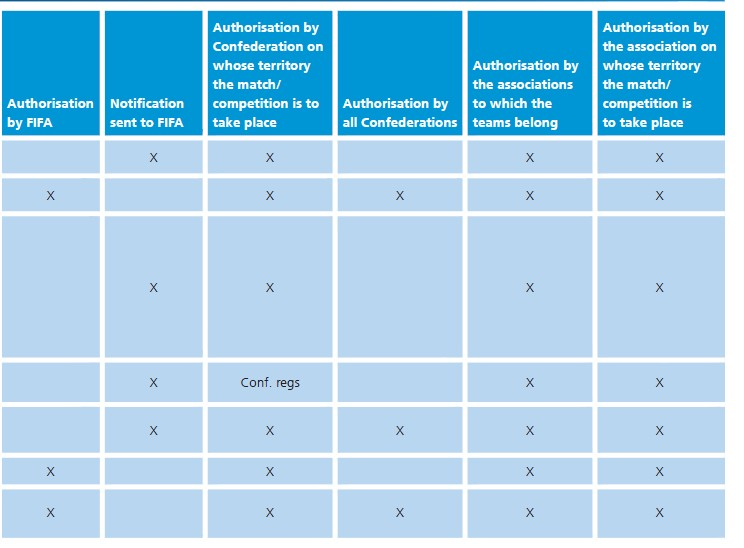 Authorisation by FIFA
Notification sent to FIFA
Authorisation by Confederation on whose territory the match/ competition is to take place
Authorisation by all Confederations
Authorisation by the associations to which the teams belong
Authorisation by the association on whose territory the match/ competition is to take place
X X X X
X X X X X
X X X X
X Conf. regs X X
X X X X X
X X X X
X X X X X